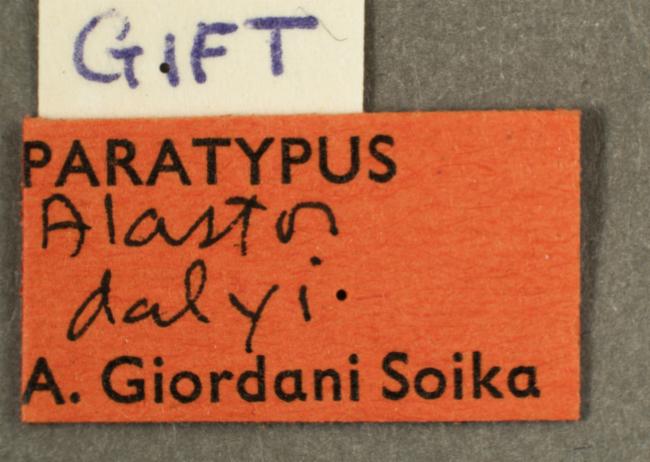 GIFT
PARATYPUS
Alastor
dalyi
A. Giordani Soika